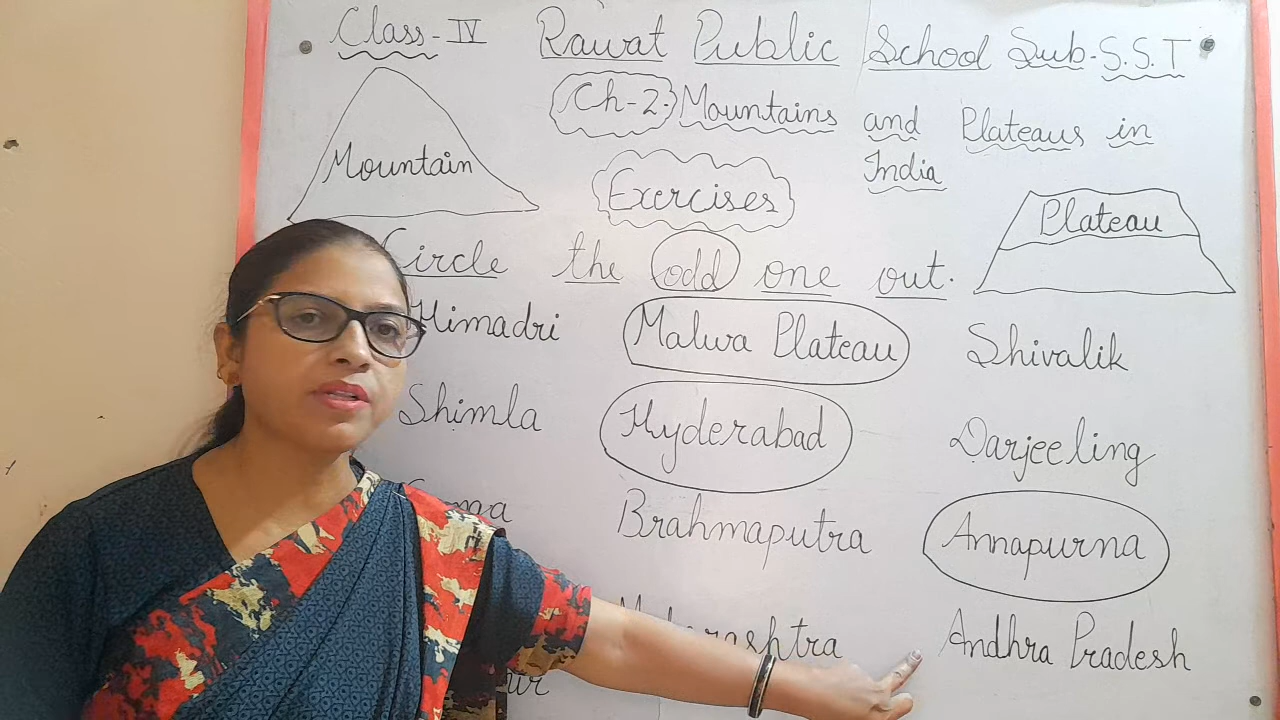 Class-IV Rawat Public School Sub-S.S.T
Ch-2. Mountains and Plateaus in
India
Mountain
Exercises
Plateau
Circle the odd one out.
Himadri Malwa Plateau Shivalik
Shimla Hyderabad Darjeeling
Brahmaputra Annapurna
Andhra Pradesh